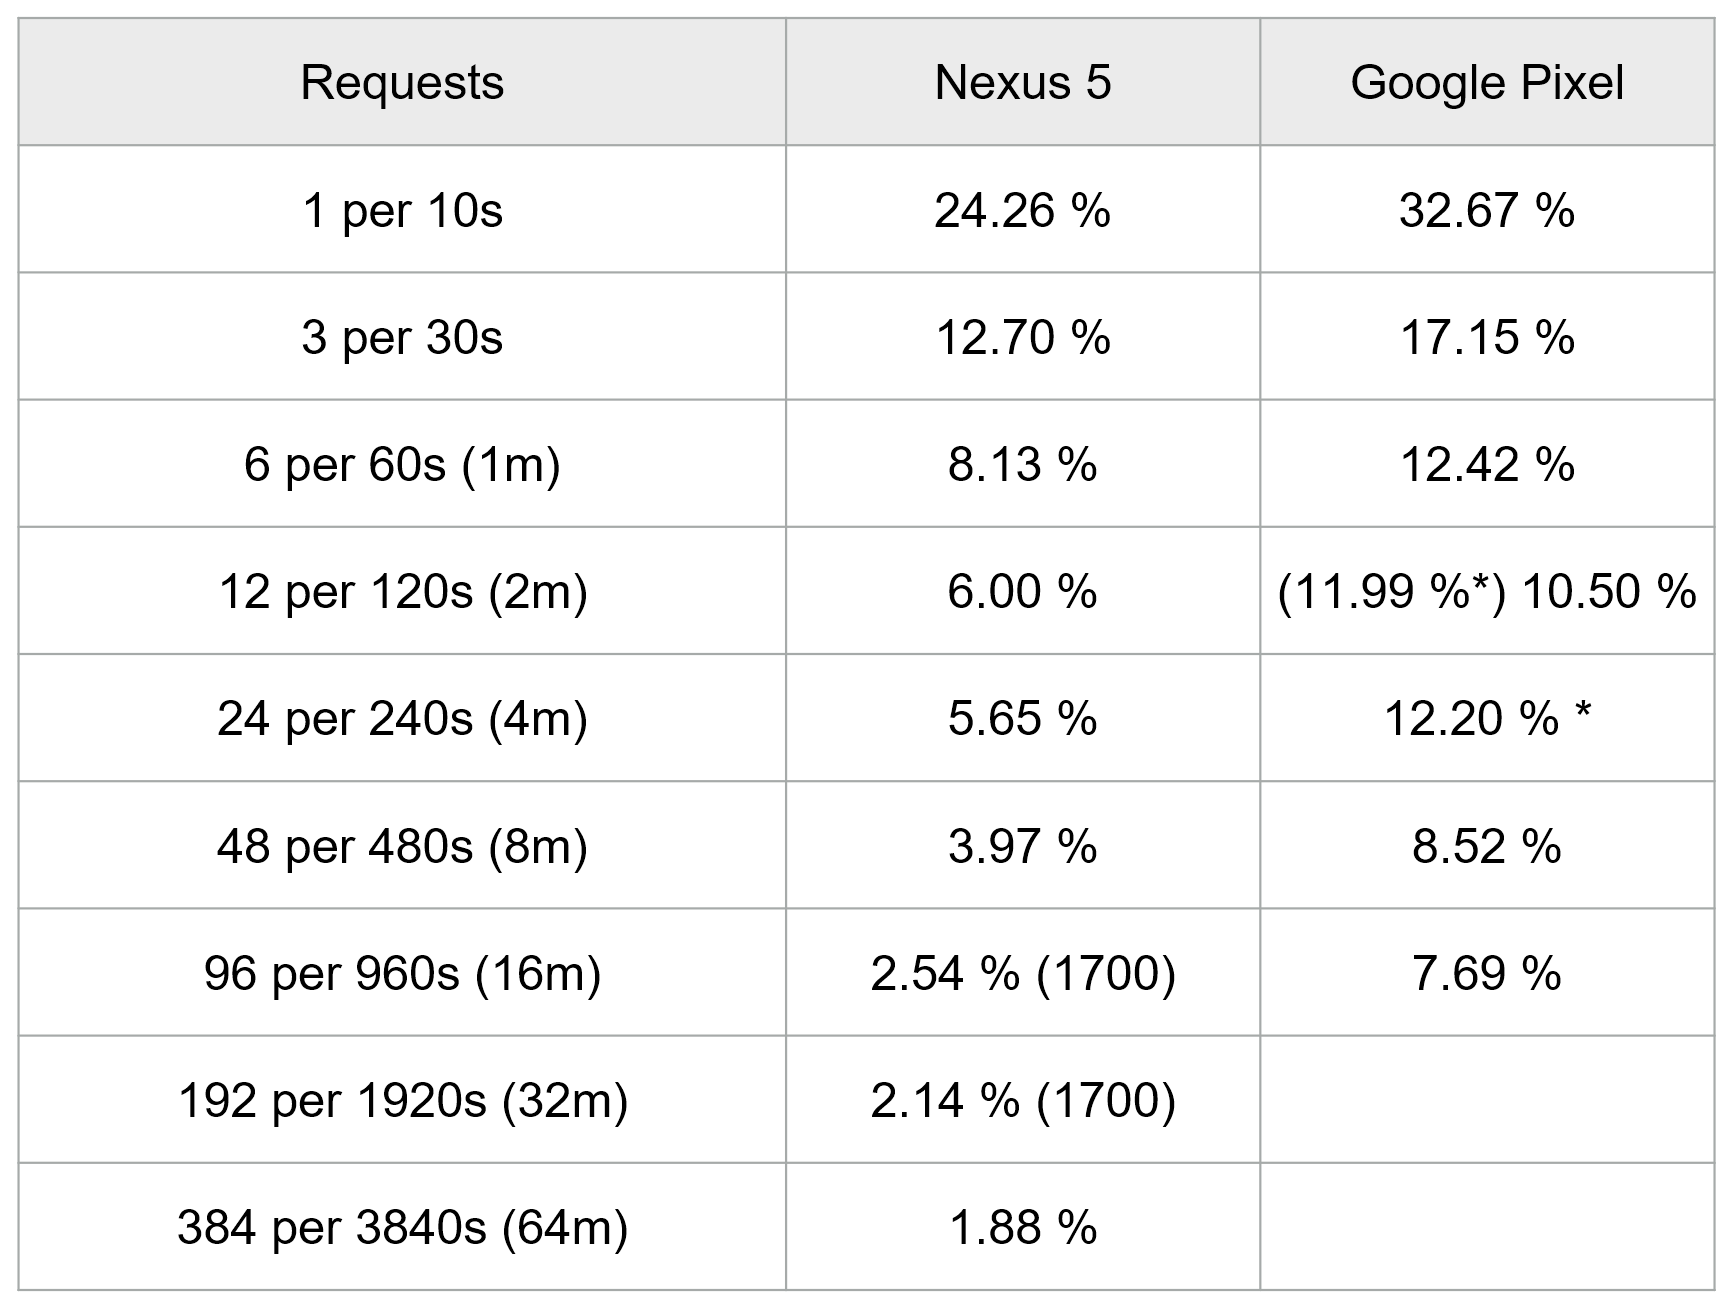 Requests Nexus 5 Google Pixel
1 per 10s 24.26 % 32.67 %
3 per 30s 12.70 % 17.15 %
6 per 60s (1m) 8.13 % 12.42 %
12 per 120s (2m) 6.00 % (11.99 %*) 10.50 %
24 per 240s (4m) 5.65 % 12.20 % *
48 per 480s (8m) 3.97 % 8.52 %
96 per 960s (16m) 2.54 % (1700) 7.69 %
192 per 1920s (32m) 2.14 % (1700)
384 per 3840s (64m) 1.88 %